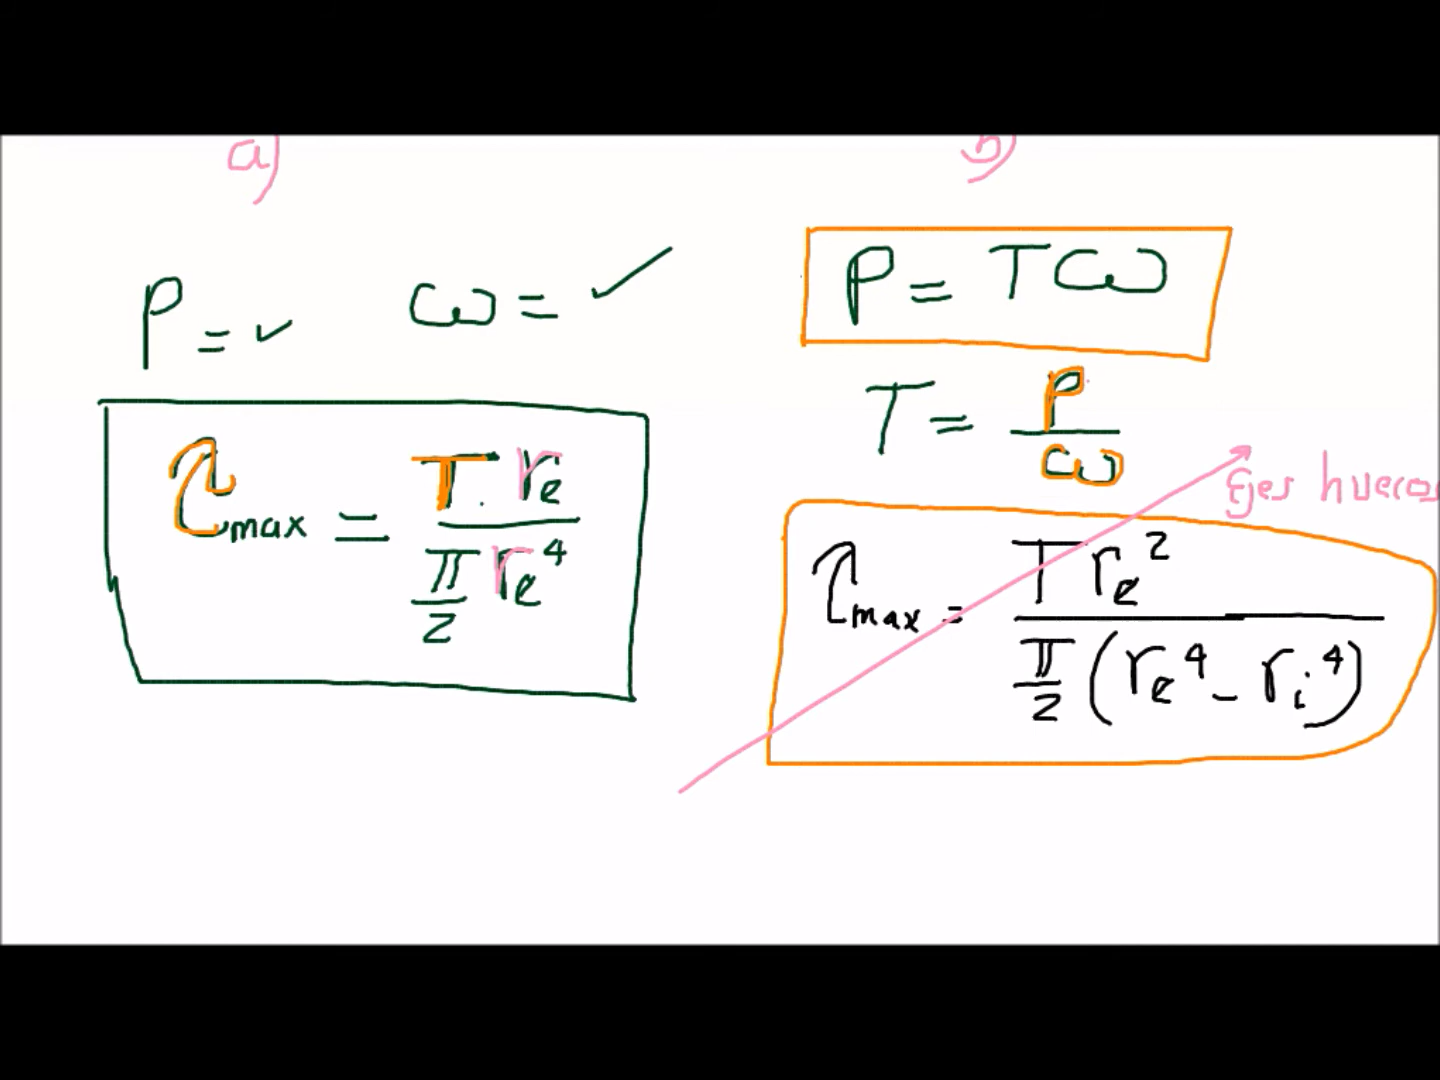 a)
b)
P = ✓ ω = ✓
P = Tω
T = P/ω
τmax = T · re / (π/2 re⁴)
Ejes huecos
τmax = T re² / (π/2 (re⁴ - ri⁴))